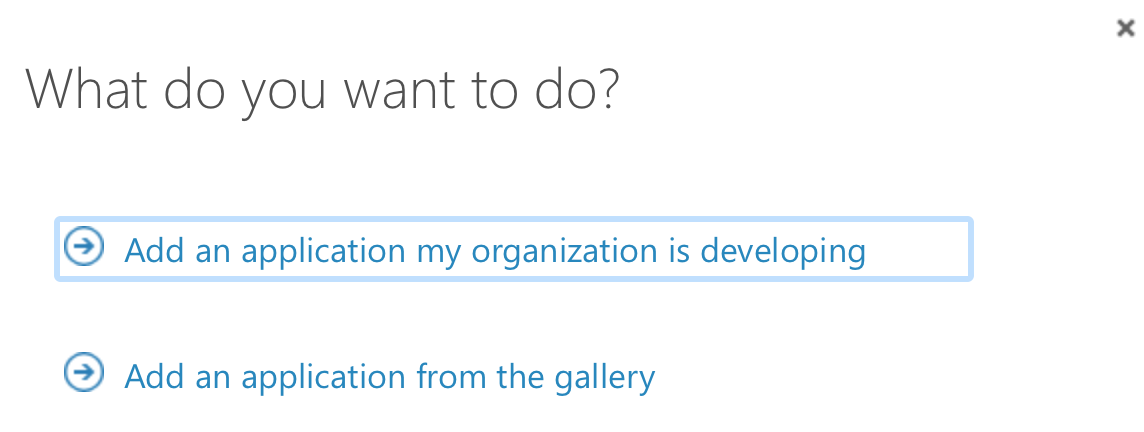 What do you want to do?
Add an application my organization is developing
Add an application from the gallery